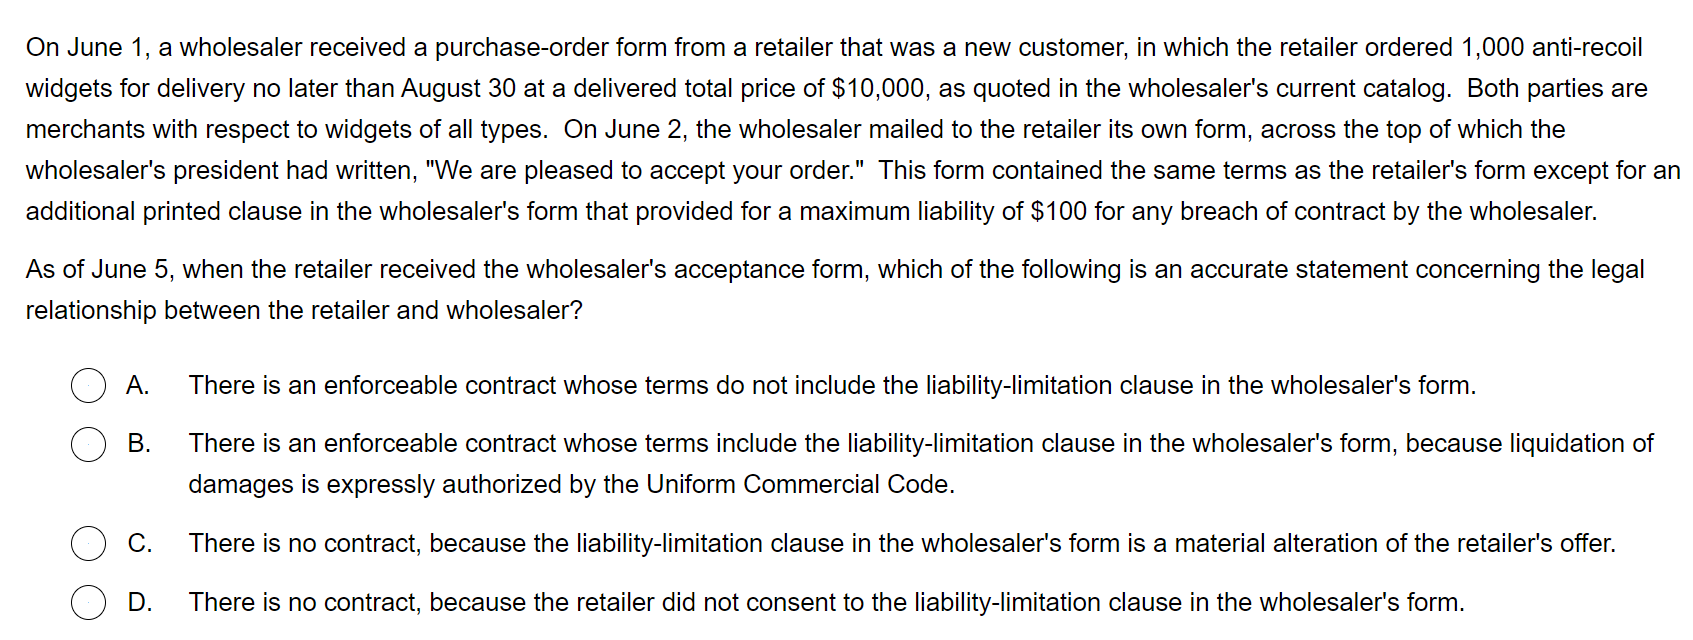 On June 1, a wholesaler received a purchase-order form from a retailer that was a new customer, in which the retailer ordered 1,000 anti-recoil
widgets for delivery no later than August 30 at a delivered total price of $10,000, as quoted in the wholesaler's current catalog.  Both parties are
merchants with respect to widgets of all types.  On June 2, the wholesaler mailed to the retailer its own form, across the top of which the
wholesaler's president had written, "We are pleased to accept your order."  This form contained the same terms as the retailer's form except for an
additional printed clause in the wholesaler's form that provided for a maximum liability of $100 for any breach of contract by the wholesaler.
As of June 5, when the retailer received the wholesaler's acceptance form, which of the following is an accurate statement concerning the legal
relationship between the retailer and wholesaler?
A. There is an enforceable contract whose terms do not include the liability-limitation clause in the wholesaler's form.
B. There is an enforceable contract whose terms include the liability-limitation clause in the wholesaler's form, because liquidation of
damages is expressly authorized by the Uniform Commercial Code.
C. There is no contract, because the liability-limitation clause in the wholesaler's form is a material alteration of the retailer's offer.
D. There is no contract, because the retailer did not consent to the liability-limitation clause in the wholesaler's form.